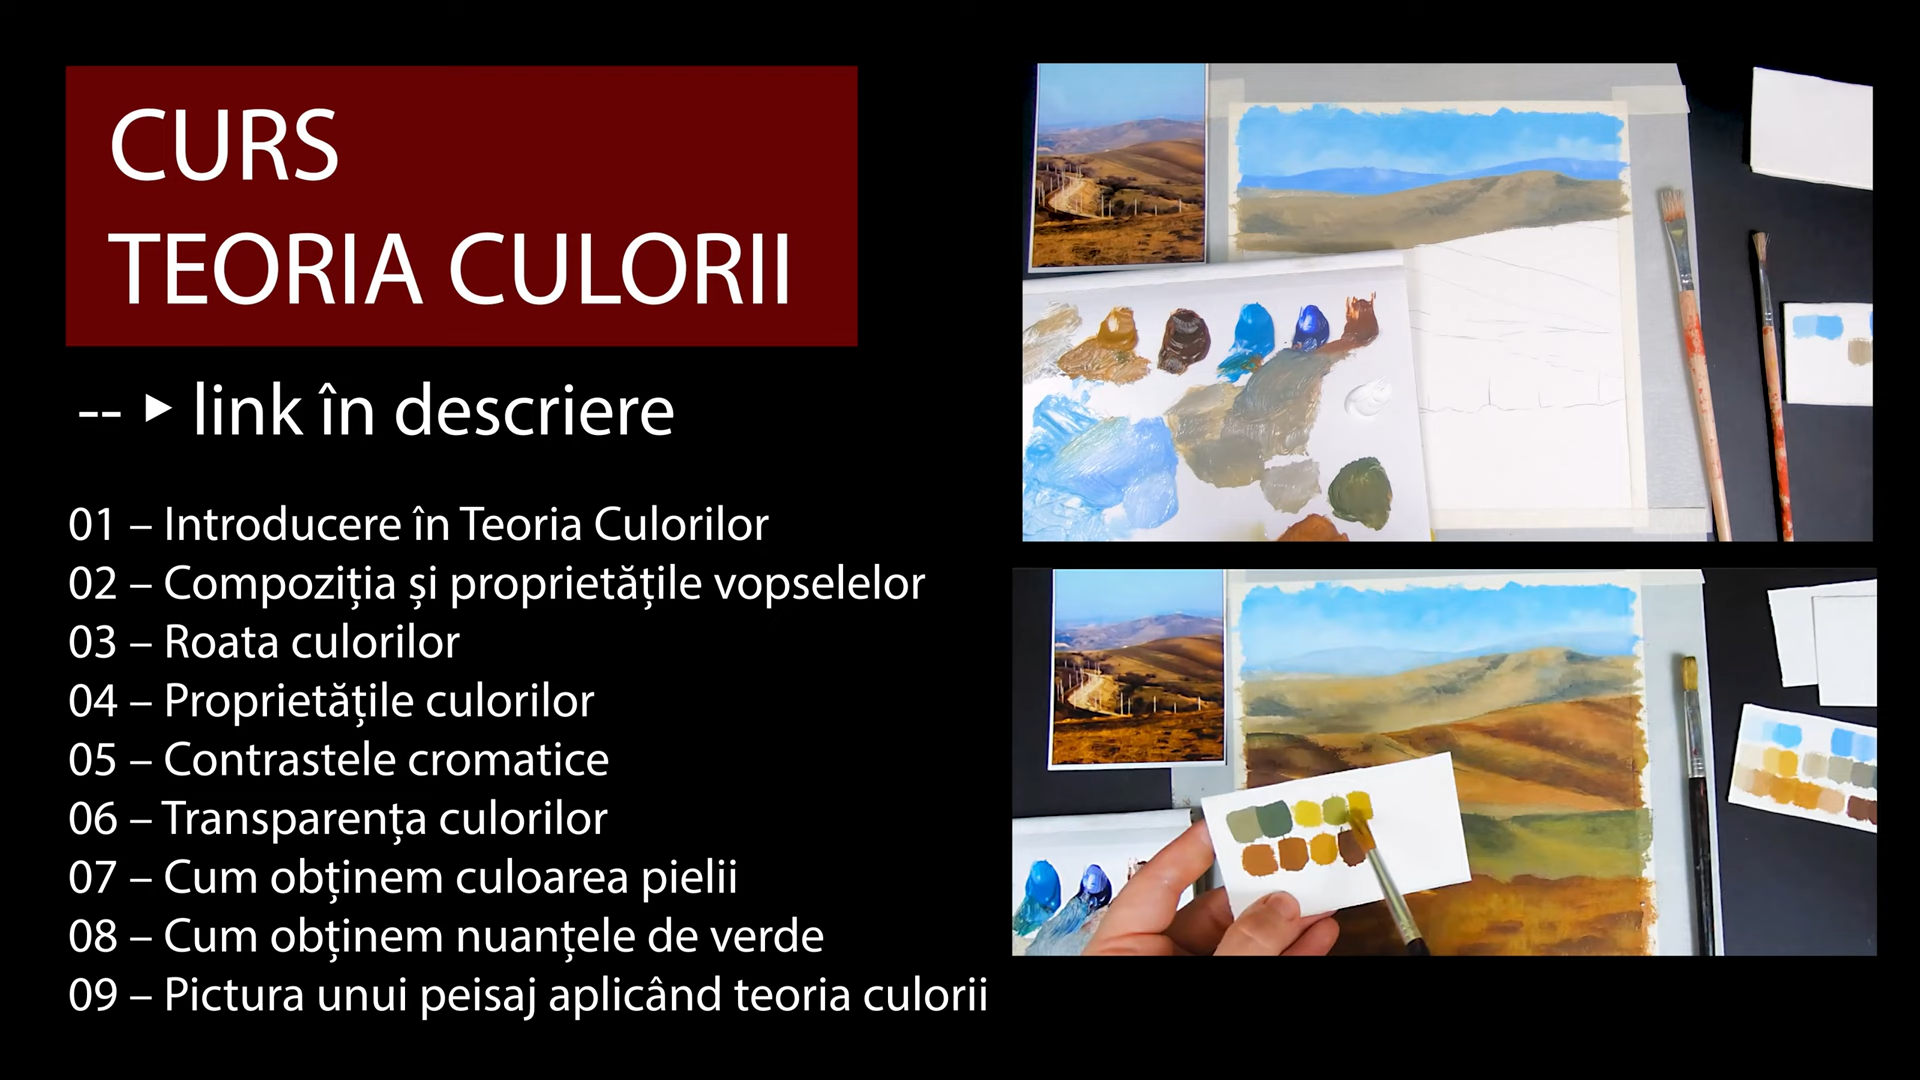 CURS
TEORIA CULORII
-- ▶ link în descriere
01 – Introducere în Teoria Culorilor
02 – Compoziția și proprietățile vopselelor
03 – Roata culorilor
04 – Proprietățile culorilor
05 – Contrastele cromatice
06 – Transparența culorilor
07 – Cum obținem culoarea pielii
08 – Cum obținem nuanțele de verde
09 – Pictura unui peisaj aplicând teoria culorii